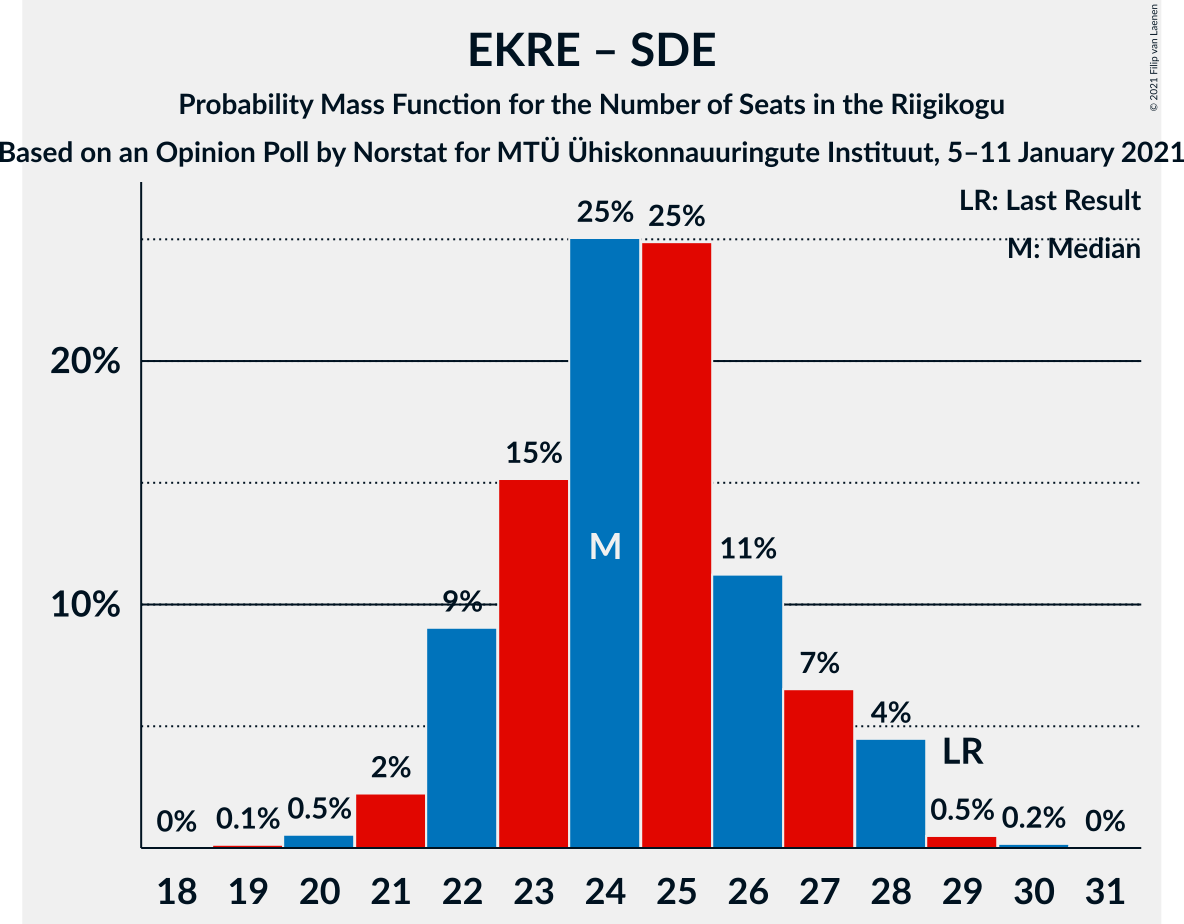 EKRE – SDE
Probability Mass Function for the Number of Seats in the Riigikogu
Based on an Opinion Poll by Norstat for MTÜ Ühiskonnauuringute Instituut, 5–11 January 2021
© 2021 Filip van Laenen
LR: Last Result
M: Median
25% 25%
20%
15%
M
11%
10%
9%
7%
4%
LR
2%
0% 0.1% 0.5% 0.5% 0.2% 0%
18 19 20 21 22 23 24 25 26 27 28 29 30 31